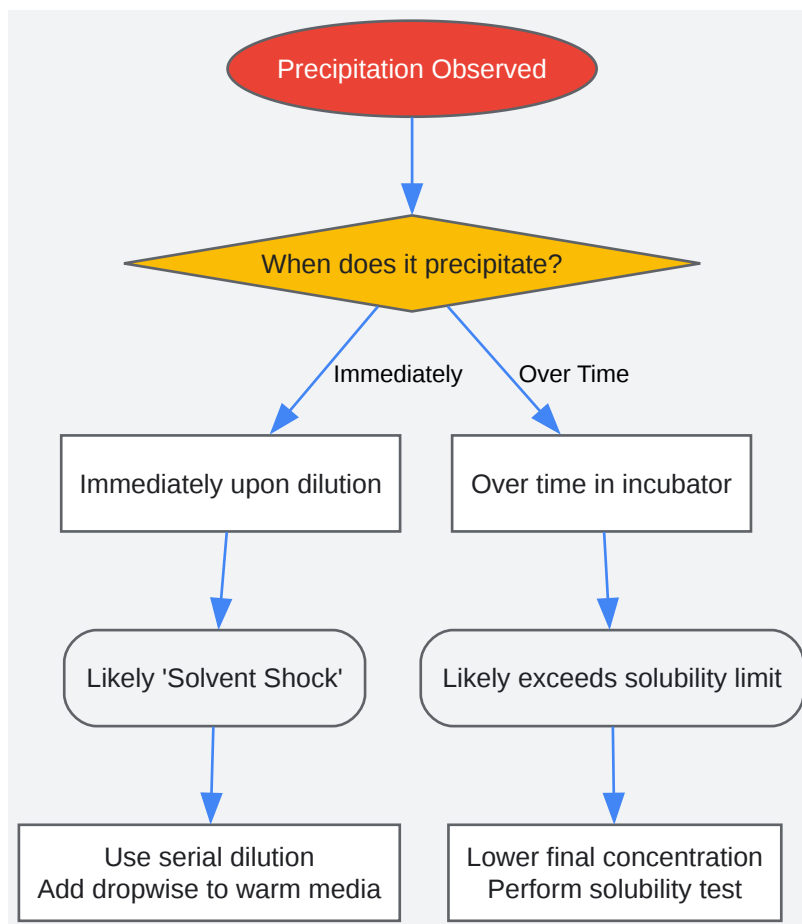 Precipitation Observed
When does it precipitate?
Immediately
Over Time
Immediately upon dilution
Over time in incubator
Likely 'Solvent Shock'
Likely exceeds solubility limit
Use serial dilution
Add dropwise to warm media
Lower final concentration
Perform solubility test